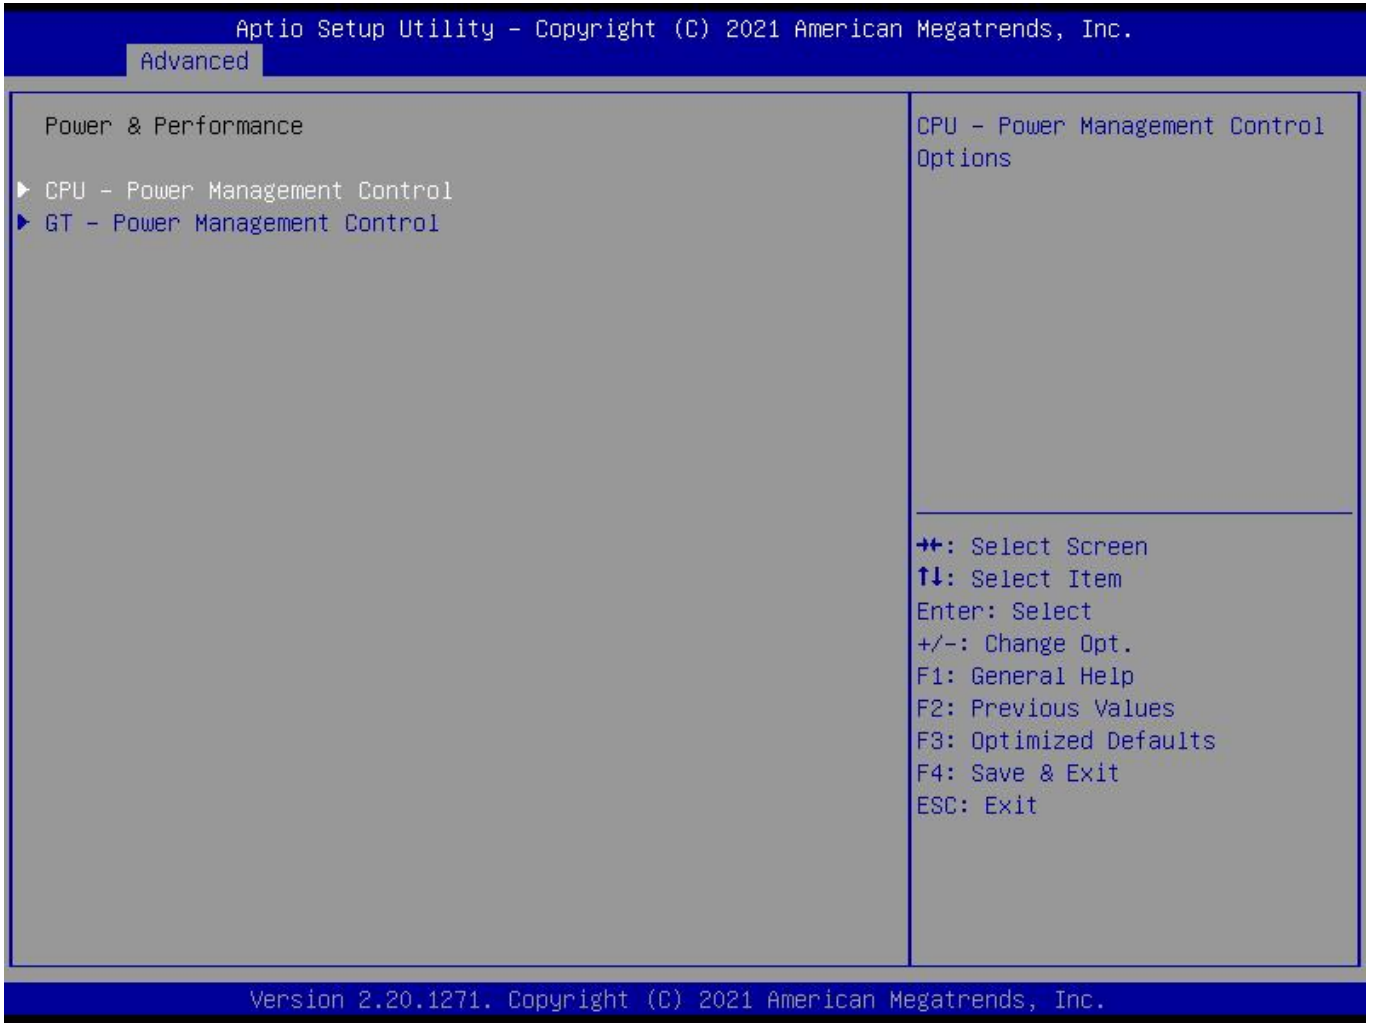 Aptio Setup Utility – Copyright (C) 2021 American Megatrends, Inc.
Advanced
Power & Performance
▶ CPU – Power Management Control
▶ GT – Power Management Control
CPU – Power Management Control
Options
→←: Select Screen
↑↓: Select Item
Enter: Select
+/-: Change Opt.
F1: General Help
F2: Previous Values
F3: Optimized Defaults
F4: Save & Exit
ESC: Exit
Version 2.20.1271. Copyright (C) 2021 American Megatrends, Inc.